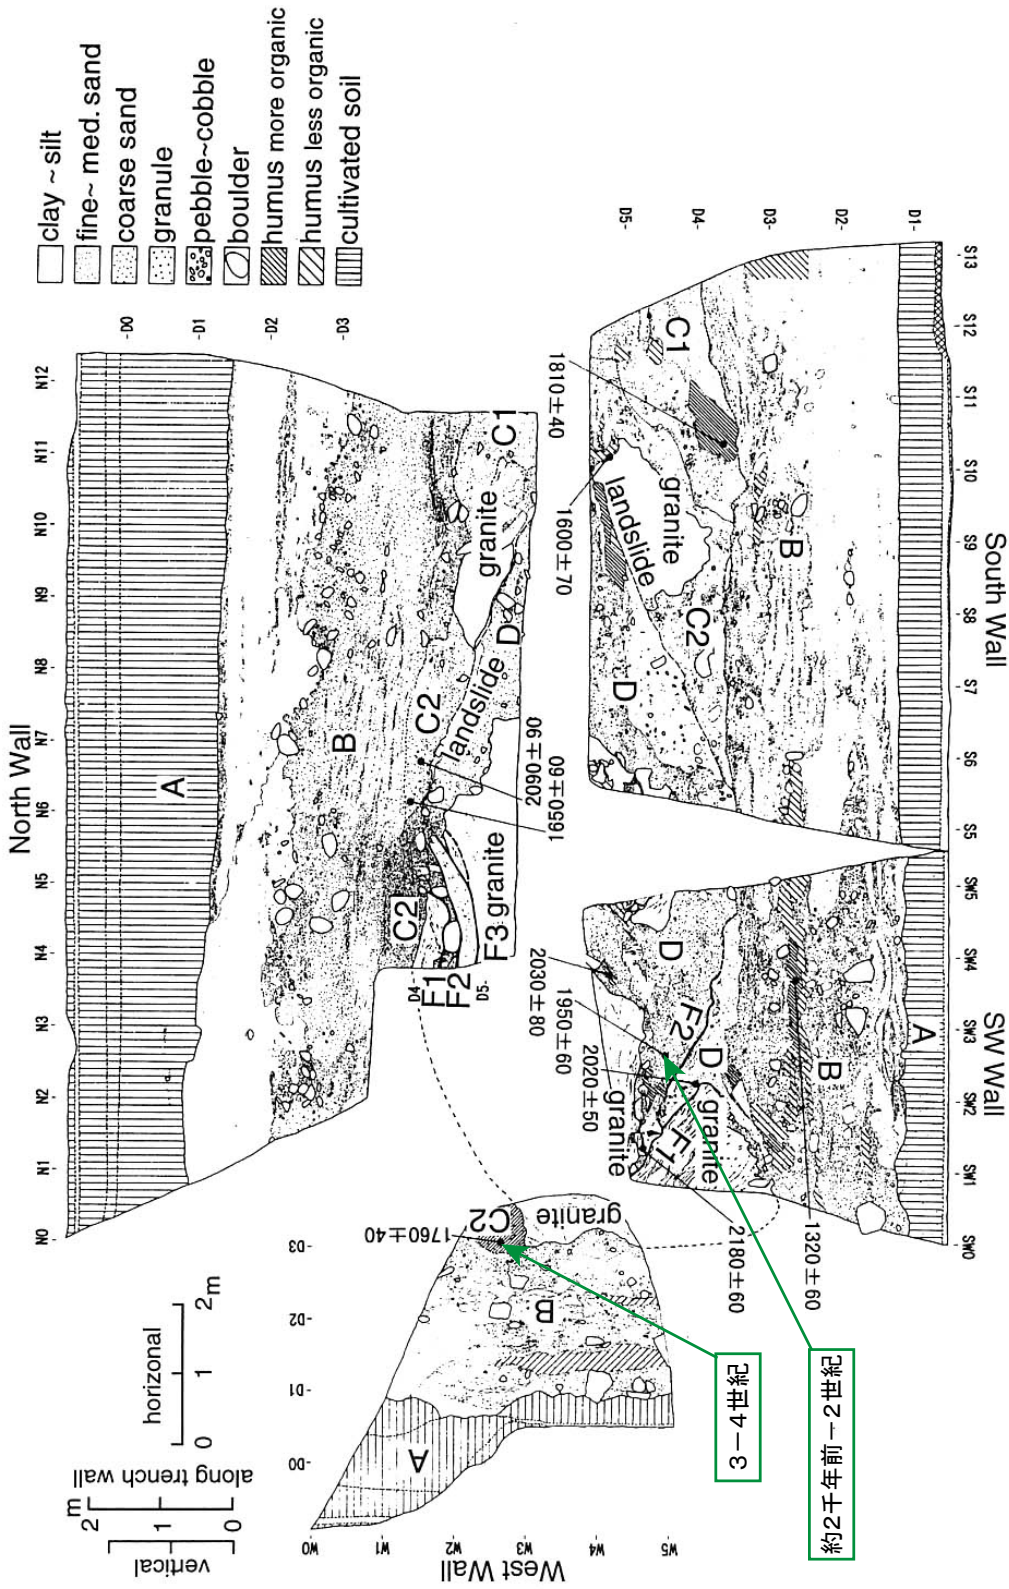 clay ~ silt
fine~ med. sand
coarse sand
granule
pebble~cobble
boulder
humus more organic
humus less organic
cultivated soil
North Wall
N12
N11
N10
N9
N8
N7
N6
N5
N4
N3
N2
N1
N0
-D0
-D1
-D2
-D3
D4-
D5-
A
B
C1
granite
C2
landslide
D
C2
F1
F2
F3 granite
2090±90
1650±90
South Wall
S13
S12
S11
S10
S9
S8
S7
S6
S5
-D5
-D4
-D3
-D2
-D1
C1
1810±40
granite
landslide
1600±70
B
C2
D
SW Wall
SW5
SW4
SW3
SW2
SW1
SW0
A
B
D
F2
D
granite
F1
granite
2030±80
1950±60
2020±50
2180±60
1320±60
West Wall
W0
W1
W2
W3
W4
W5
D3
D2
D1
D0
A
B
C2
granite
1760±40
3－4世紀
約2千年前－2世紀
2m
1
0
horizonal
along trench wall
m
2
1
0
vertical